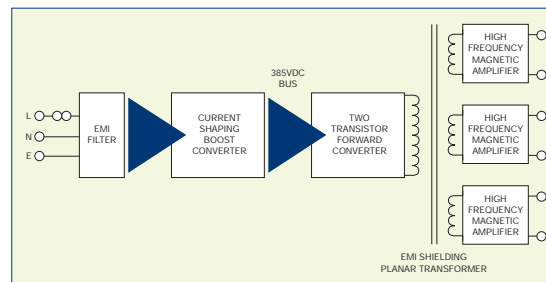 385VDC
BUS
L
N
E
EMI
FILTER
CURRENT
SHAPING
BOOST
CONVERTER
TWO
TRANSISTOR
FORWARD
CONVERTER
HIGH
FREQUENCY
MAGNETIC
AMPLIFIER
HIGH
FREQUENCY
MAGNETIC
AMPLIFIER
HIGH
FREQUENCY
MAGNETIC
AMPLIFIER
EMI SHIELDING
PLANAR TRANSFORMER